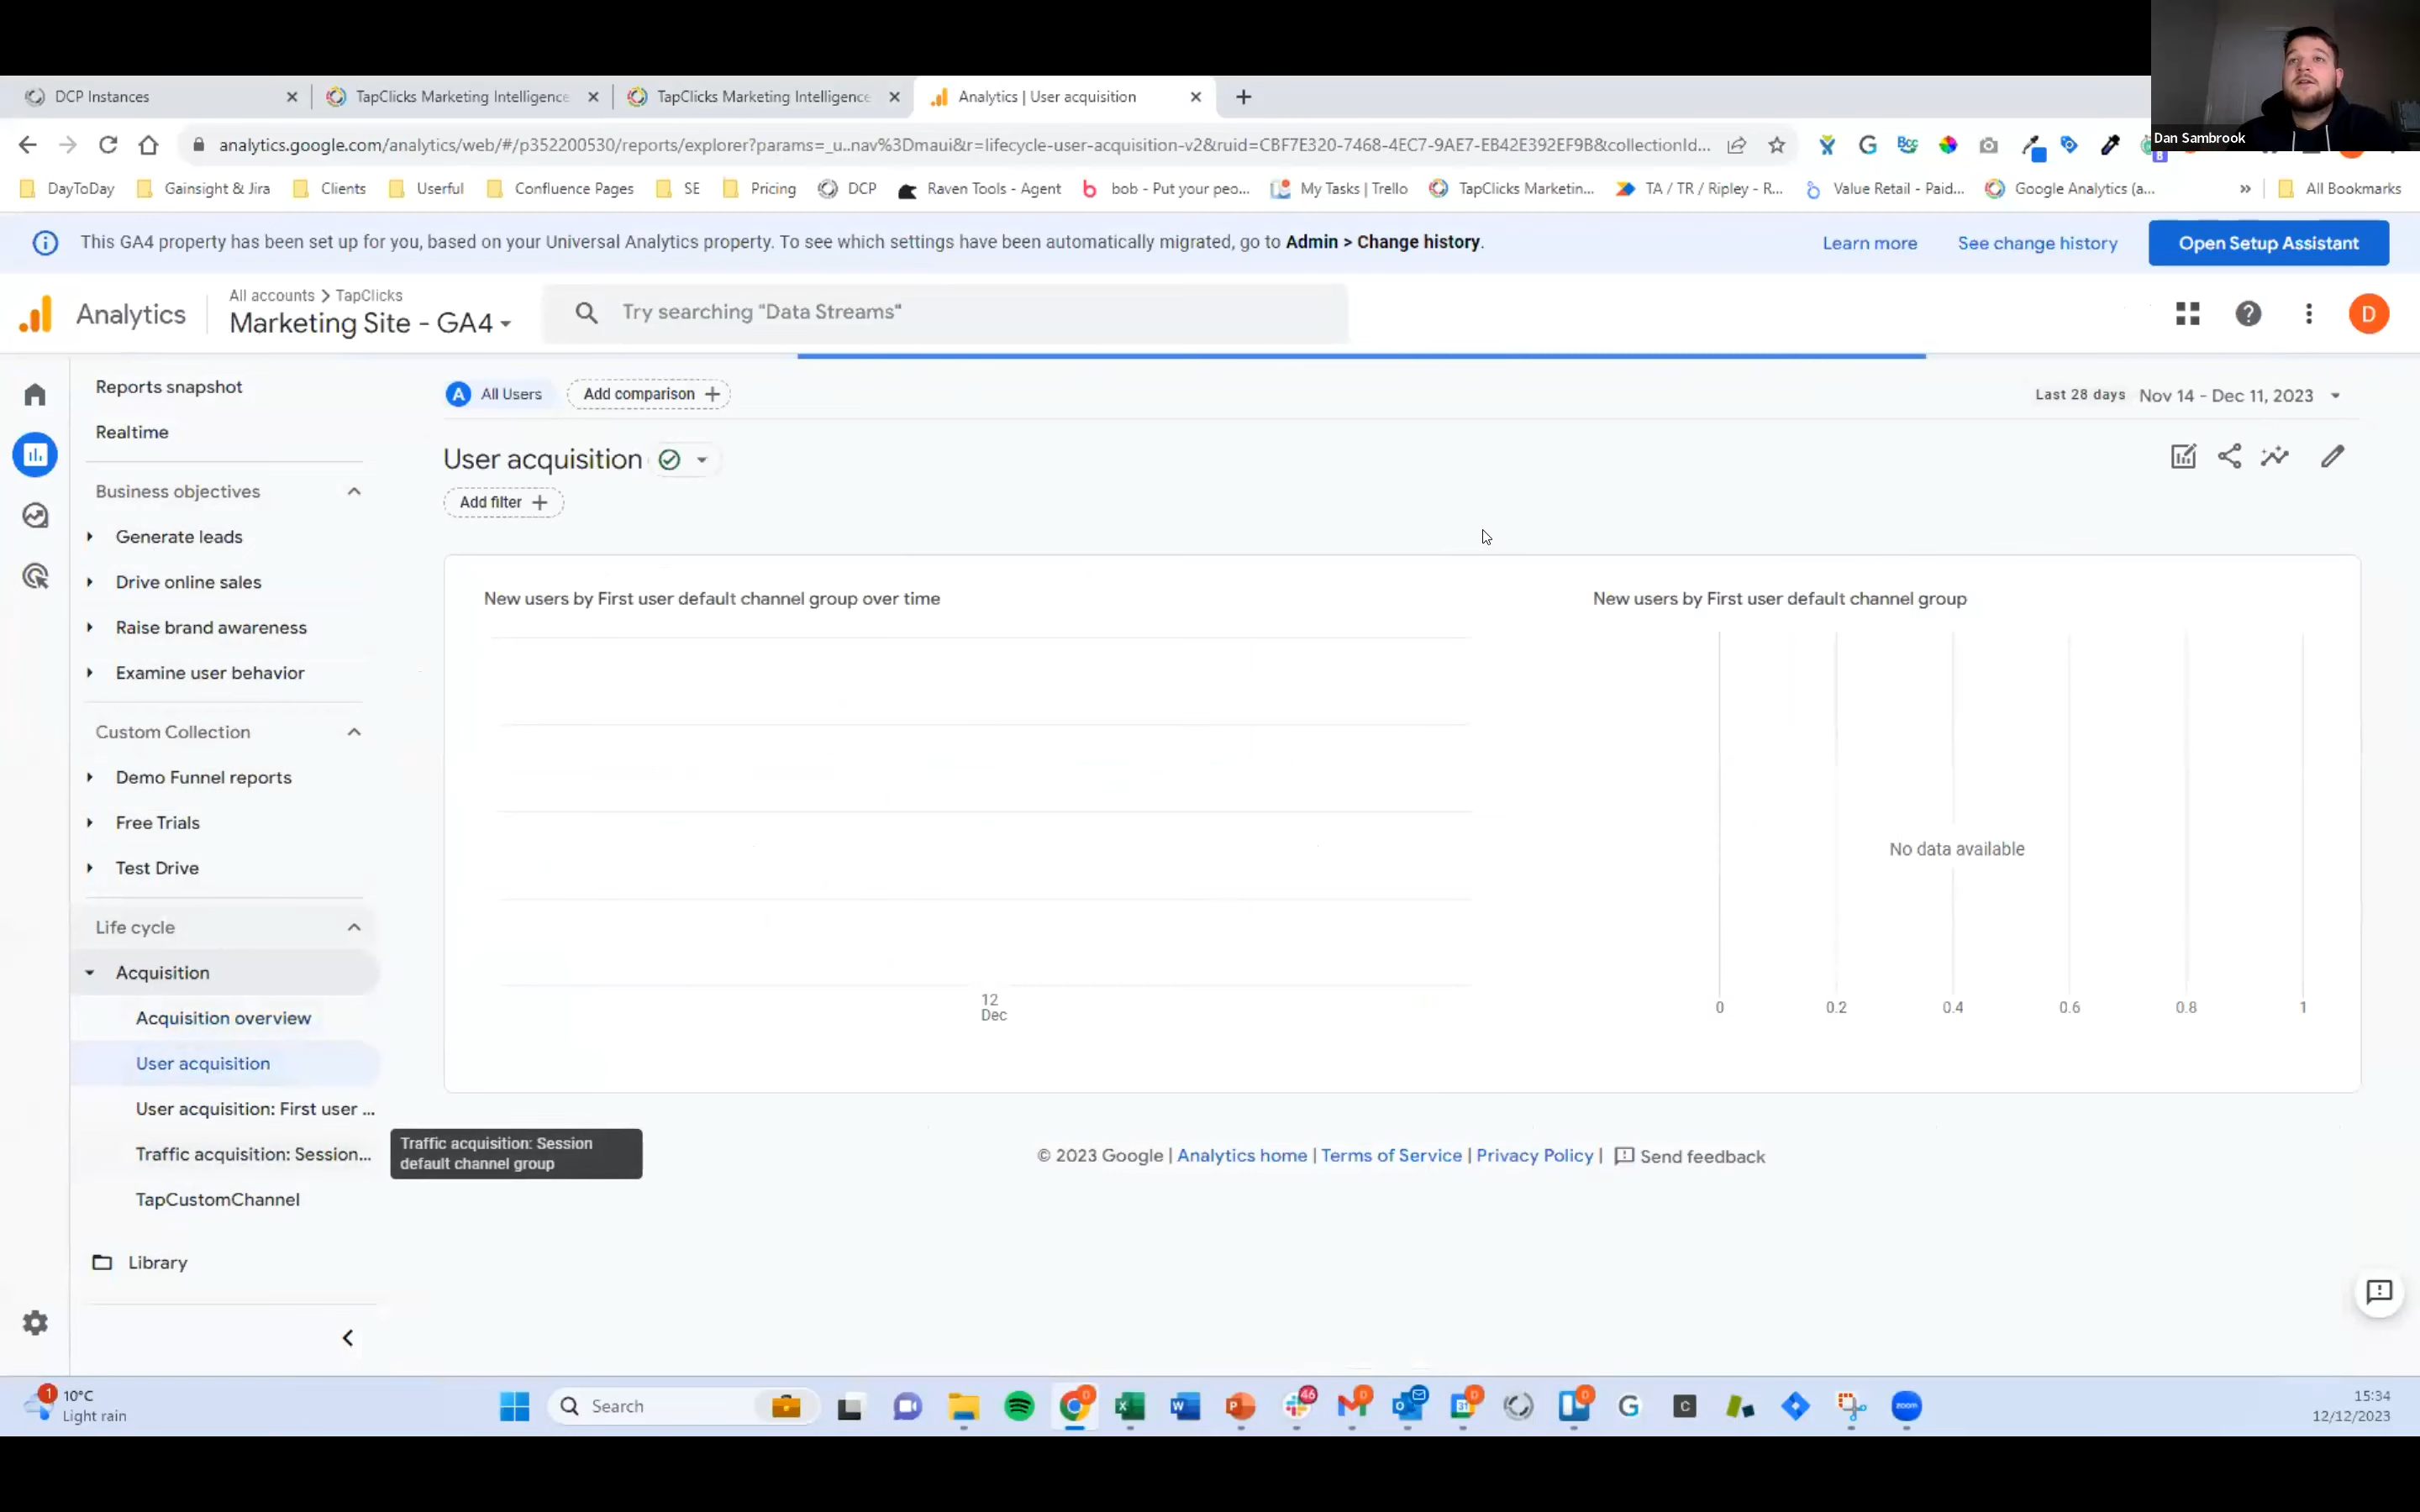 DCP Instances
TapClicks Marketing Intelligence
TapClicks Marketing Intelligence
Analytics | User acquisition
Dan Sambrook
analytics.google.com/analytics/web/#/p352200530/reports/explorer?params=_u..nav%3Dmaui&r=lifecycle-user-acquisition-v2&ruid=CBF7E320-7468-4EC7-9AE7-EB42E392EF9B&collectionId...
DayToDay
Gainsight & Jira
Clients
Userful
Confluence Pages
SE
Pricing
DCP
Raven Tools - Agent
bob - Put your peo...
My Tasks | Trello
TapClicks Marketin...
TA / TR / Ripley - R...
Value Retail - Paid...
Google Analytics (a...
»
All Bookmarks
This GA4 property has been set up for you, based on your Universal Analytics property. To see which settings have been automatically migrated, go to Admin > Change history.
Learn more
See change history
Open Setup Assistant
Analytics
All accounts > TapClicks
Marketing Site - GA4
Try searching "Data Streams"
D
Reports snapshot
Realtime
Business objectives
Generate leads
Drive online sales
Raise brand awareness
Examine user behavior
Custom Collection
Demo Funnel reports
Free Trials
Test Drive
Life cycle
Acquisition
Acquisition overview
User acquisition
User acquisition: First user ...
Traffic acquisition: Session...
TapCustomChannel
Library
A All Users
Add comparison +
Last 28 days Nov 14 - Dec 11, 2023
User acquisition
Add filter +
New users by First user default channel group over time
12
Dec
New users by First user default channel group
No data available
0 0.2 0.4 0.6 0.8 1
Traffic acquisition: Session
default channel group
© 2023 Google | Analytics home | Terms of Service | Privacy Policy | Send feedback
1
10°C
Light rain
Search
46
31
zoom
15:34
12/12/2023